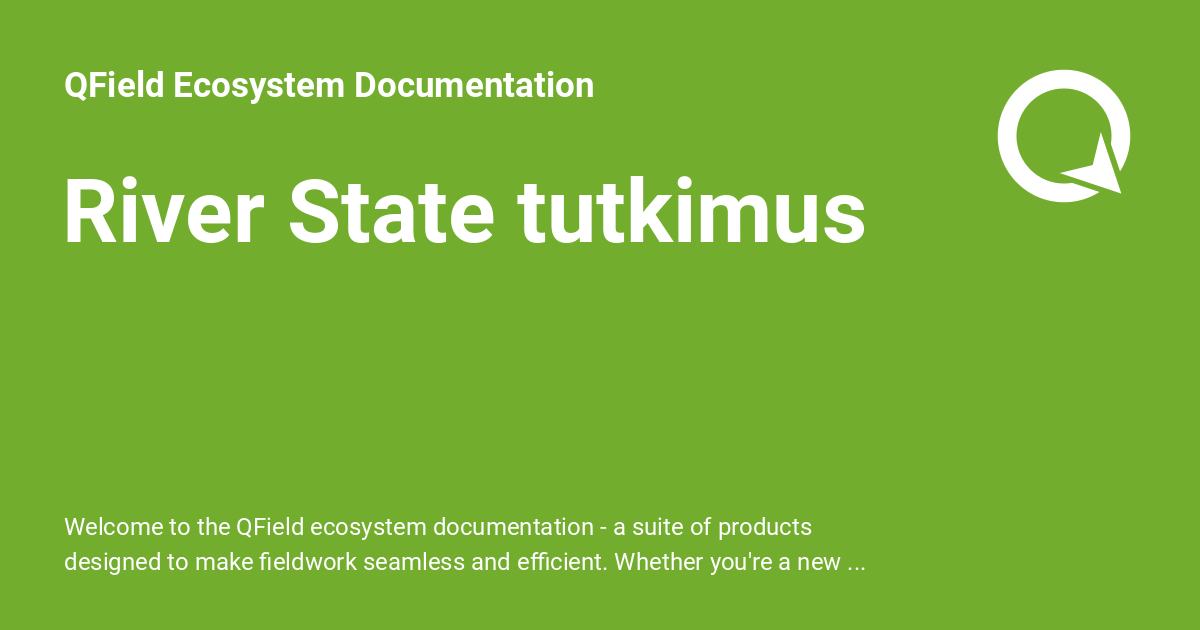 QField Ecosystem Documentation
River State tutkimus
Welcome to the QField ecosystem documentation - a suite of products
designed to make fieldwork seamless and efficient. Whether you're a new ...